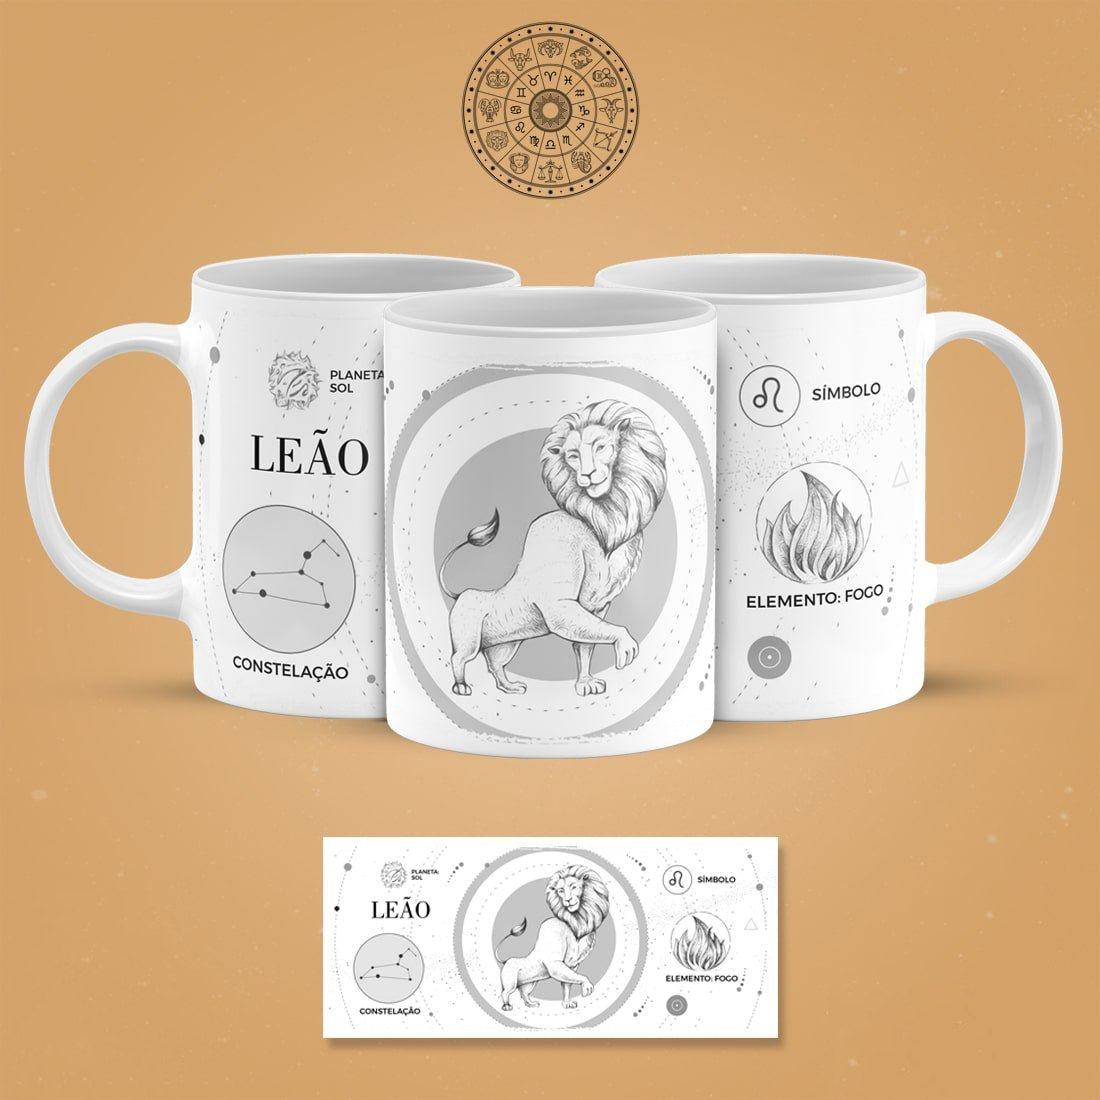 PLANETA
SOL
LEÃO
CONSTELAÇÃO
SÍMBOLO
ELEMENTO: FOGO
PLANETA:
SOL
LEÃO
CONSTELAÇÃO
SÍMBOLO
ELEMENTO: FOGO